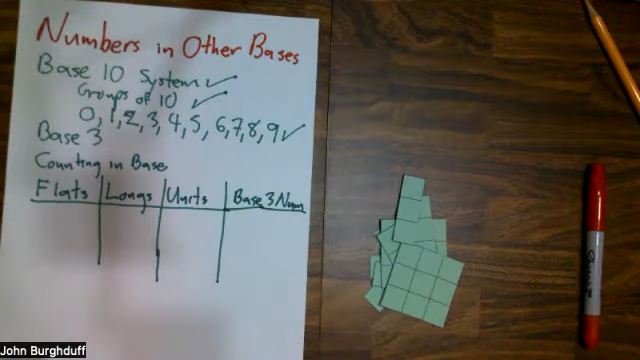 Numbers in Other Bases
Base 10 System ✓
Groups of 10 ✓
0, 1, 2, 3, 4, 5, 6, 7, 8, 9 ✓
Base 3
Counting in Base
Flats Longs Units Base 3 Num
John Burghduff